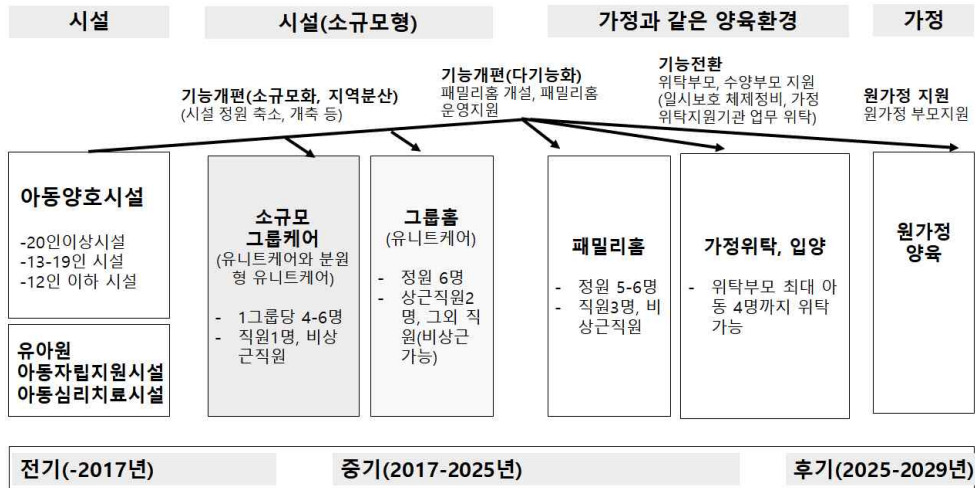 시설
시설(소규모형)
가정과 같은 양육환경
가정
기능개편(소규모화, 지역분산)
(시설 정원 축소, 개축 등)
기능개편(다기능화)
패밀리홈 개설, 패밀리홈
운영지원
기능전환
위탁부모, 수양부모 지원
(일시보호 체제정비, 가정
위탁지원기관 업무 위탁)
원가정 지원
원가정 부모지원
아동양호시설
-20인이상시설
-13-19인 시설
-12인 이하 시설
유아원
아동자립지원시설
아동심리치료시설
소규모
그룹케어
(유니트케어와 분원
형 유니트케어)
- 1그룹당 4-6명
- 직원1명, 비상
근직원
그룹홈
(유니트케어)
- 정원 6명
- 상근직원2
명, 그외 직
원(비상근
가능)
패밀리홈
- 정원 5-6명
- 직원3명, 비
상근직원
가정위탁, 입양
- 위탁부모 최대 아
동 4명까지 위탁
가능
원가정
양육
전기(-2017년)
중기(2017-2025년)
후기(2025-2029년)